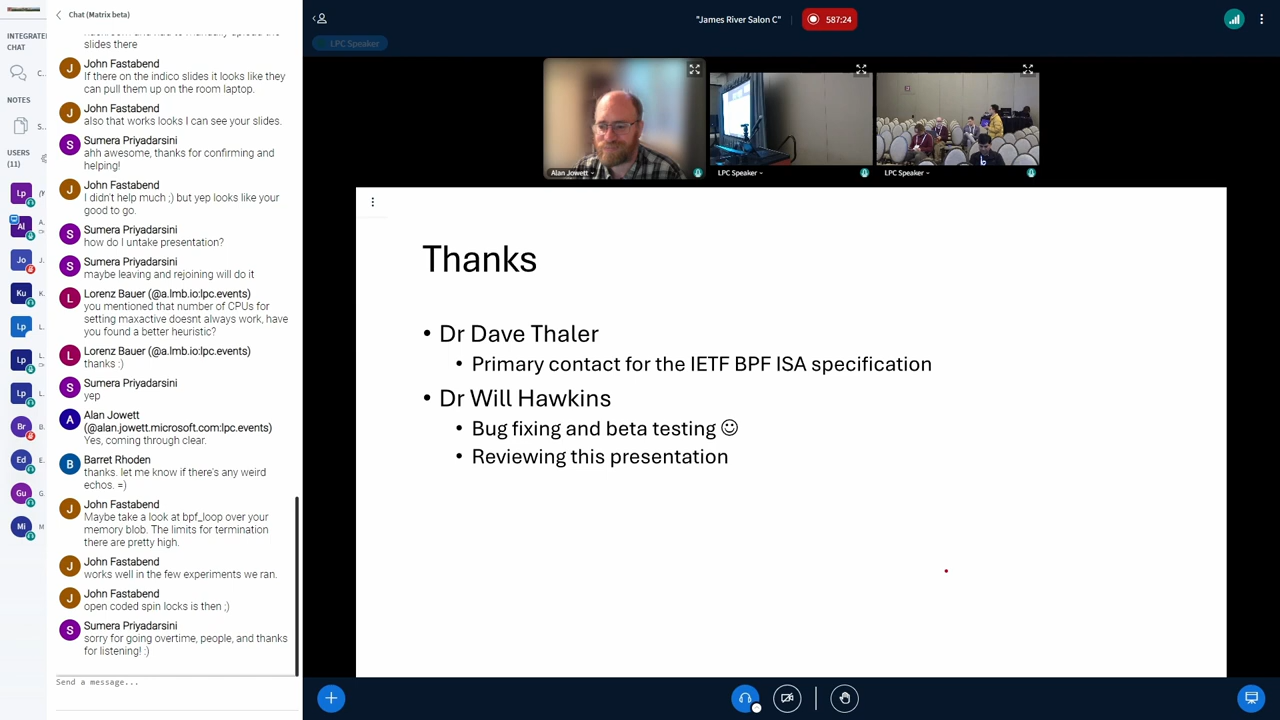 Chat (Matrix beta)
INTEGRATED
CHAT
C..
NOTES
S...
USERS
(11)
slides there
John Fastabend
If there on the indico slides it looks like they
can pull them up on the room laptop.
John Fastabend
also that works looks I can see your slides.
Sumera Priyadarsini
ahh awesome, thanks for confirming and
helping!
John Fastabend
I didn't help much ;) but yep looks like your
good to go.
Sumera Priyadarsini
how do I untake presentation?
Sumera Priyadarsini
maybe leaving and rejoining will do it
Lorenz Bauer (@a.lmb.io:lpc.events)
you mentioned that number of CPUs for
setting maxactive doesnt always work, have
you found a better heuristic?
Lorenz Bauer (@a.lmb.io:lpc.events)
thanks :)
Sumera Priyadarsini
yep
Alan Jowett
(@alan.jowett.microsoft.com:lpc.events)
Yes, coming through clear.
Barret Rhoden
thanks. let me know if there's any weird
echos. =)
John Fastabend
Maybe take a look at bpf_loop over your
memory blob. The limits for termination
there are pretty high.
John Fastabend
works well in the few experiments we ran.
John Fastabend
open coded spin locks is then ;)
Sumera Priyadarsini
sorry for going overtime, people, and thanks
for listening! :)
Send a message...
"James River Salon C"
587:24
LPC Speaker
Alan Jowett
LPC Speaker
LPC Speaker
Thanks
• Dr Dave Thaler
• Primary contact for the IETF BPF ISA specification
• Dr Will Hawkins
• Bug fixing and beta testing ☺
• Reviewing this presentation